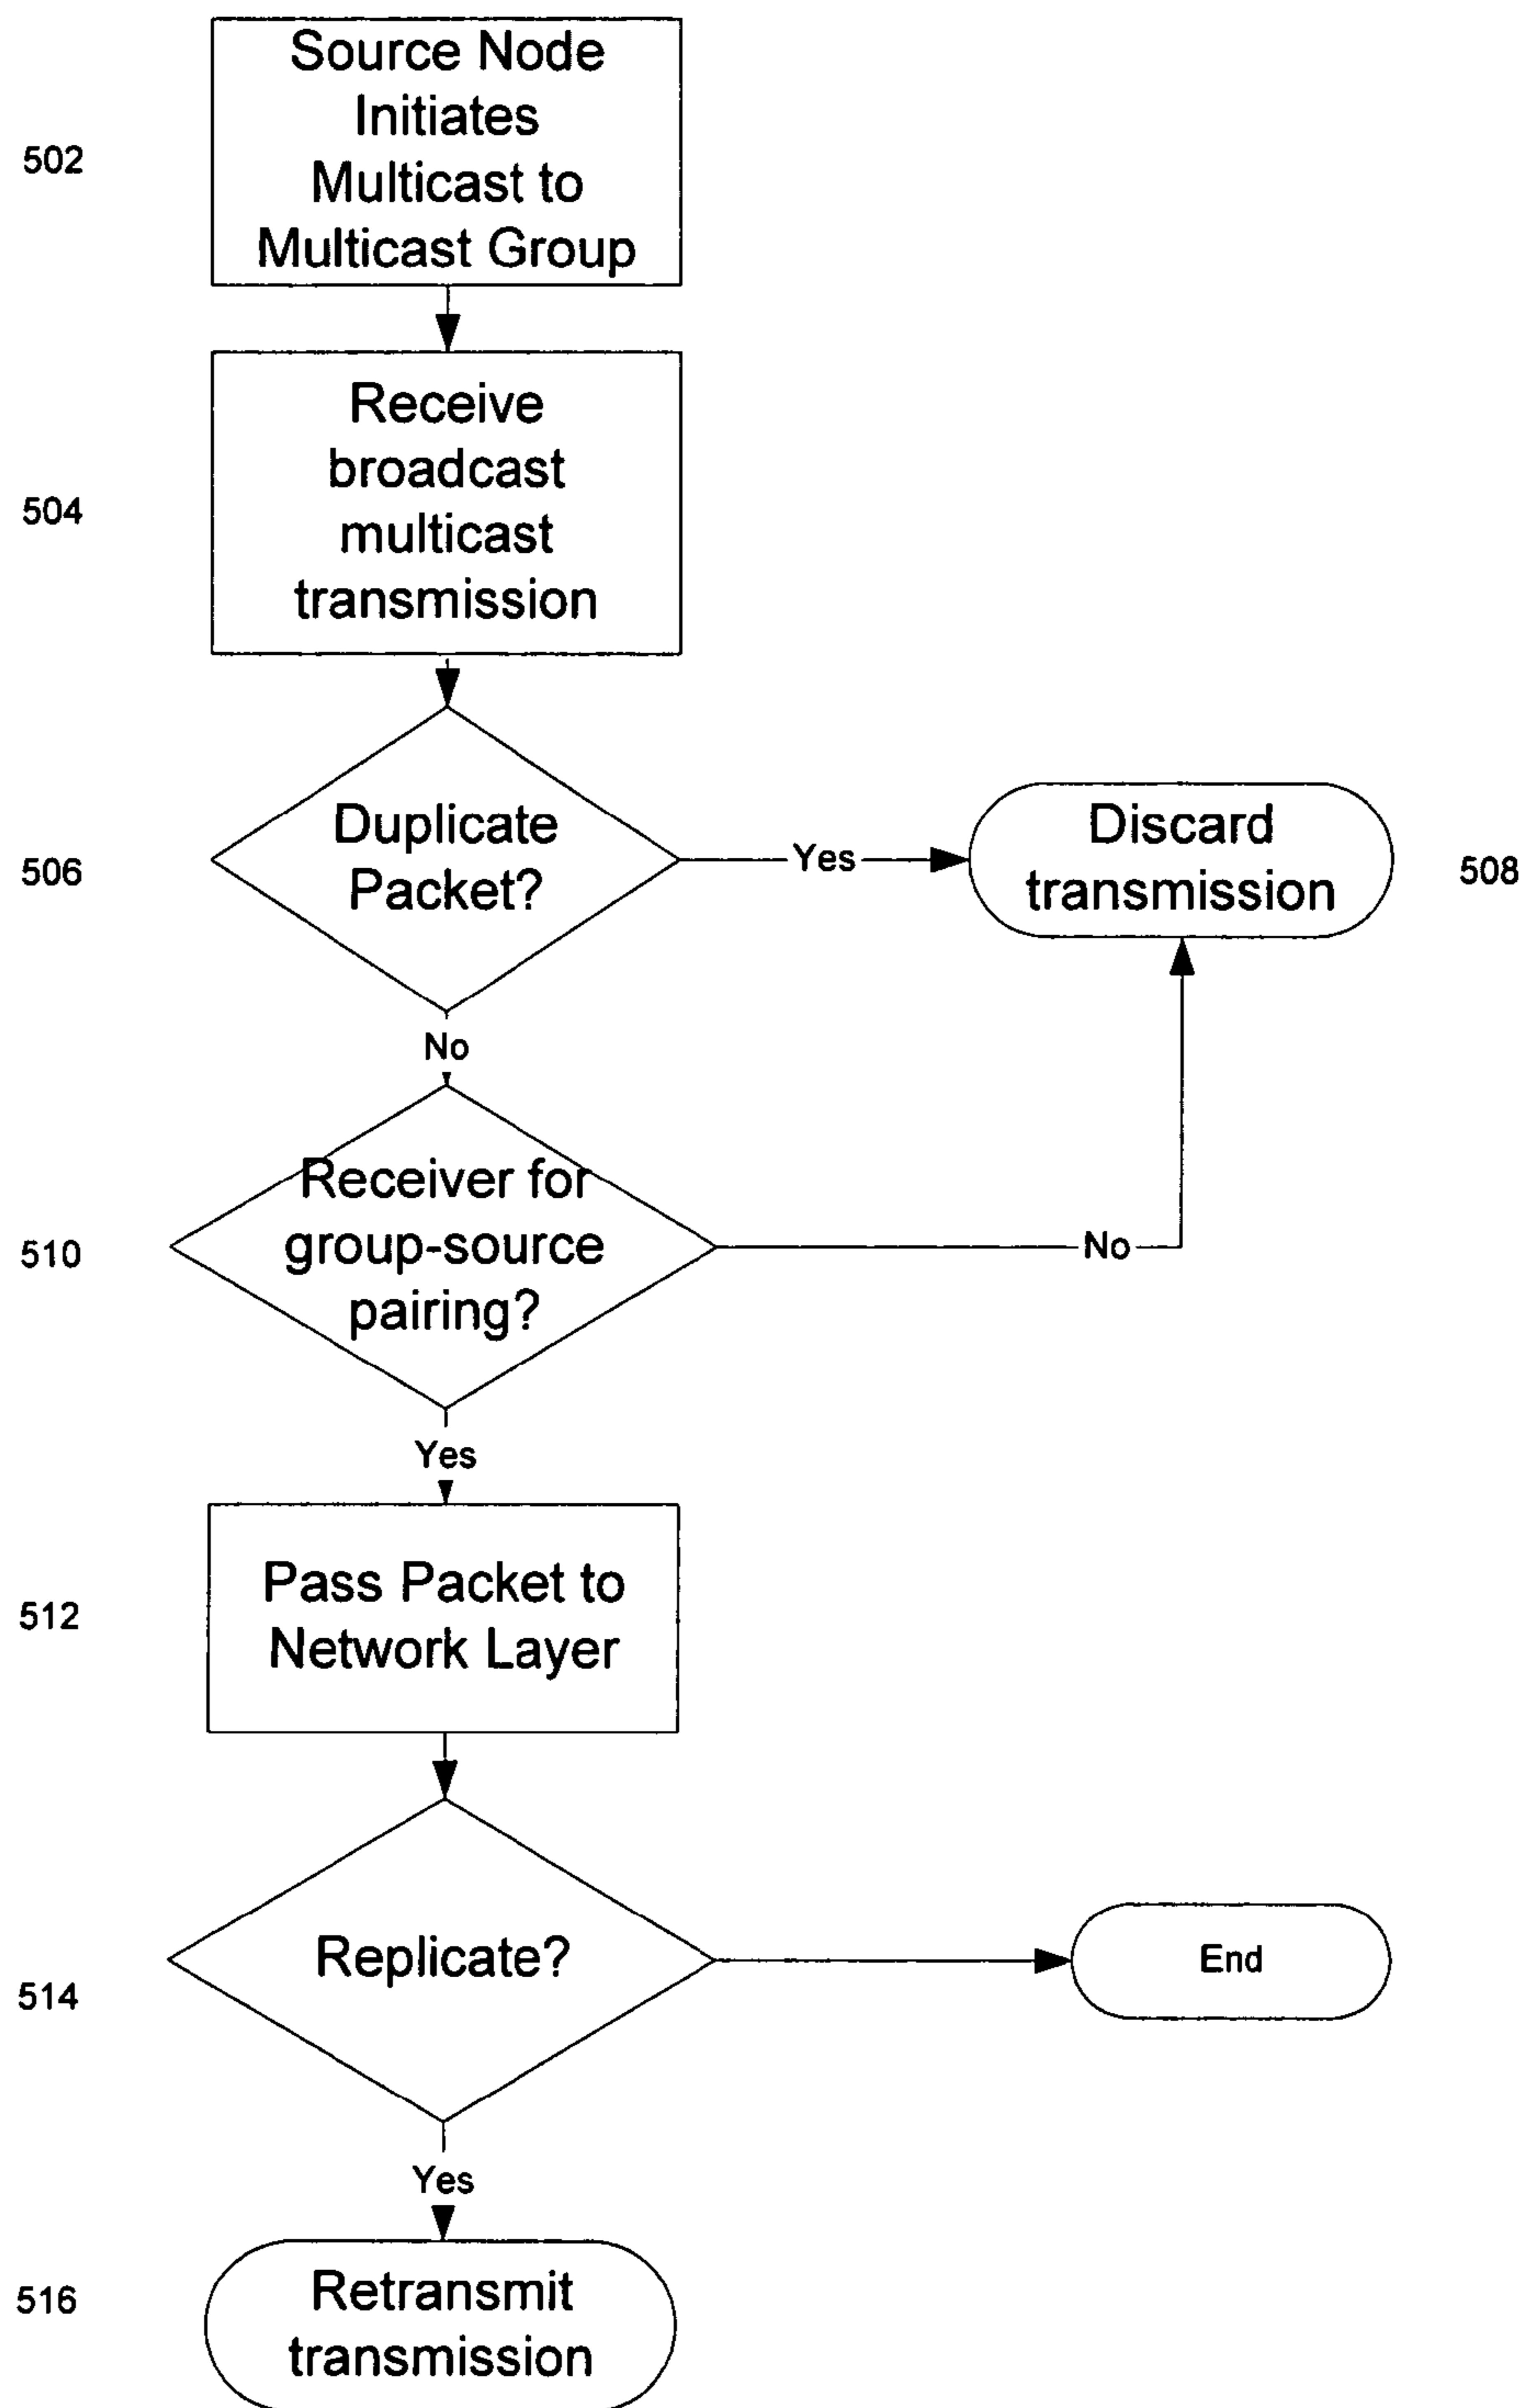 Source Node
Initiates
Multicast to
Multicast Group
502
Receive
broadcast
multicast
transmission
504
Duplicate
Packet?
506
Yes
Discard
transmission
508
No
Receiver for
group-source
pairing?
510
No
Yes
Pass Packet to
Network Layer
512
Replicate?
514
End
Yes
Retransmit
transmission
516